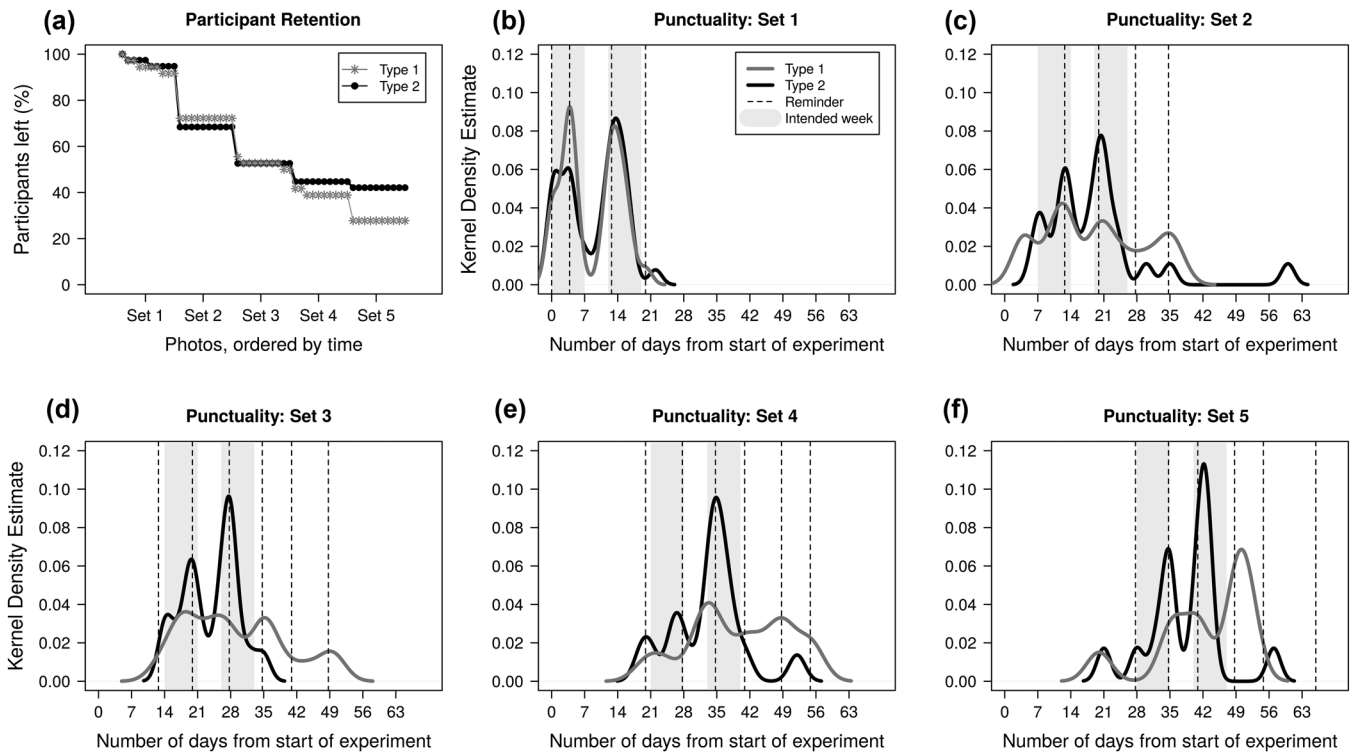 (a) Participant Retention
Participants left (%)
100
80
60
40
20
0
Type 1
Type 2
Set 1 Set 2 Set 3 Set 4 Set 5
Photos, ordered by time
(b) Punctuality: Set 1
Kernel Density Estimate
0.12
0.10
0.08
0.06
0.04
0.02
0.00
Type 1
Type 2
Reminder
Intended week
0 7 14 21 28 35 42 49 56 63
Number of days from start of experiment
(c) Punctuality: Set 2
0.12
0.10
0.08
0.06
0.04
0.02
0.00
0 7 14 21 28 35 42 49 56 63
Number of days from start of experiment
(d) Punctuality: Set 3
Kernel Density Estimate
0.12
0.10
0.08
0.06
0.04
0.02
0.00
0 7 14 21 28 35 42 49 56 63
Number of days from start of experiment
(e) Punctuality: Set 4
0.12
0.10
0.08
0.06
0.04
0.02
0.00
0 7 14 21 28 35 42 49 56 63
Number of days from start of experiment
(f) Punctuality: Set 5
0.12
0.10
0.08
0.06
0.04
0.02
0.00
0 7 14 21 28 35 42 49 56 63
Number of days from start of experiment